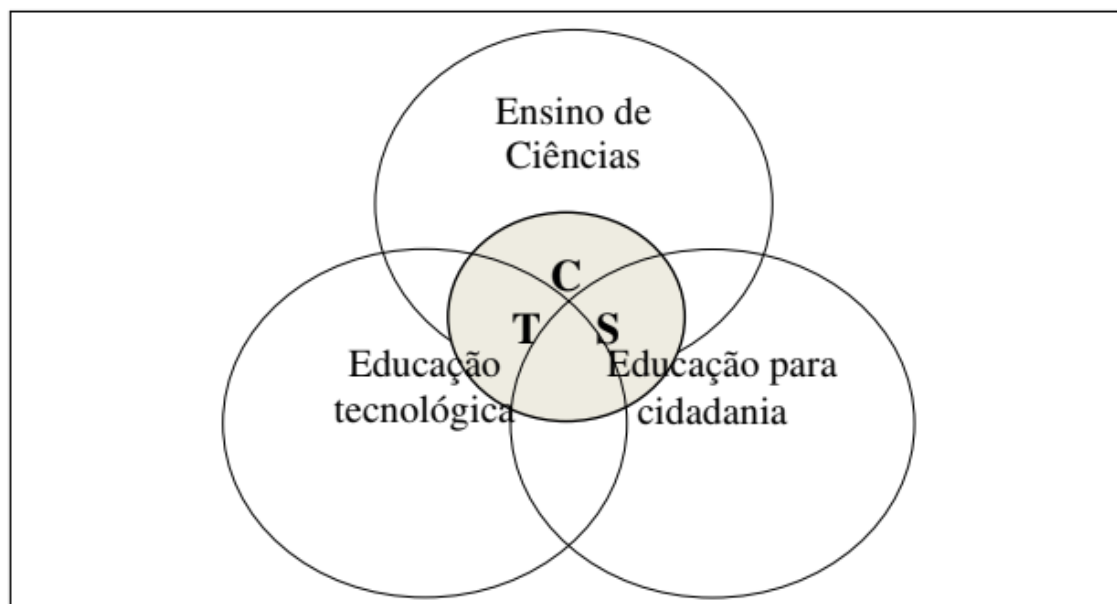 Ensino de
Ciências
C
T S
Educação
tecnológica
Educação para
cidadania